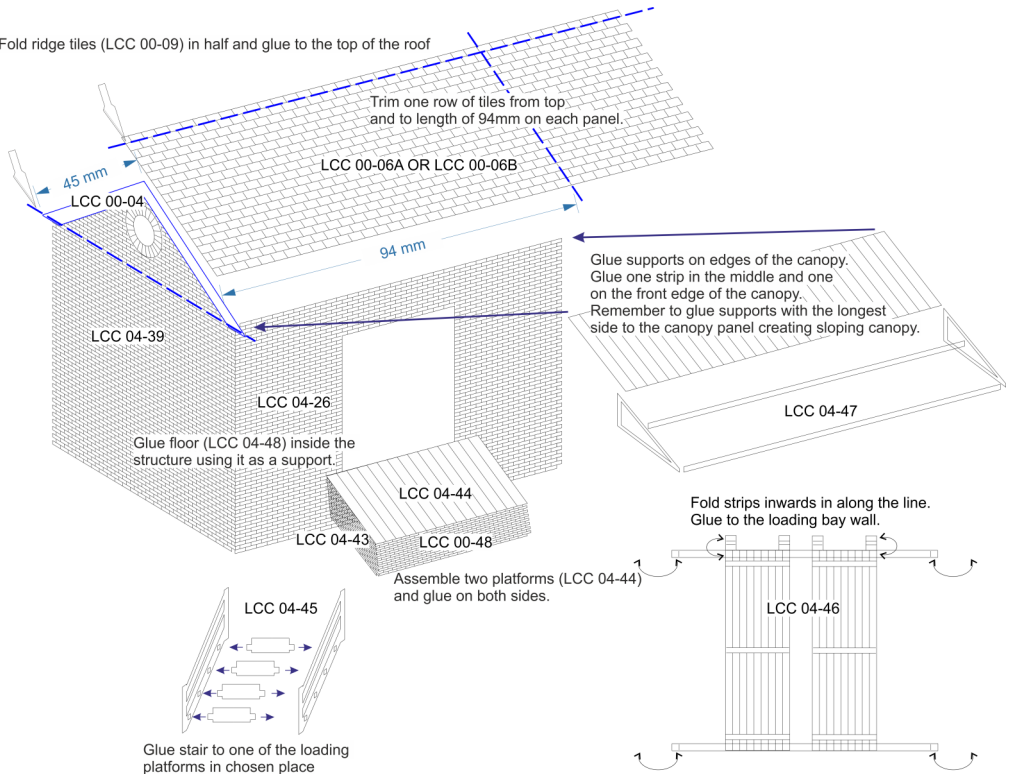 Fold ridge tiles (LCC 00-09) in half and glue to the top of the roof
Trim one row of tiles from top
and to length of 94mm on each panel.
LCC 00-06A OR LCC 00-06B
45 mm
LCC 00-04
94 mm
Glue supports on edges of the canopy.
Glue one strip in the middle and one
on the front edge of the canopy.
Remember to glue supports with the longest
side to the canopy panel creating sloping canopy.
LCC 04-39
LCC 04-26
LCC 04-47
Glue floor (LCC 04-48) inside the
structure using it as a support.
LCC 04-44
LCC 04-43
LCC 00-48
Assemble two platforms (LCC 04-44)
and glue on both sides.
Fold strips inwards in along the line.
Glue to the loading bay wall.
LCC 04-46
LCC 04-45
Glue stair to one of the loading
platforms in chosen place